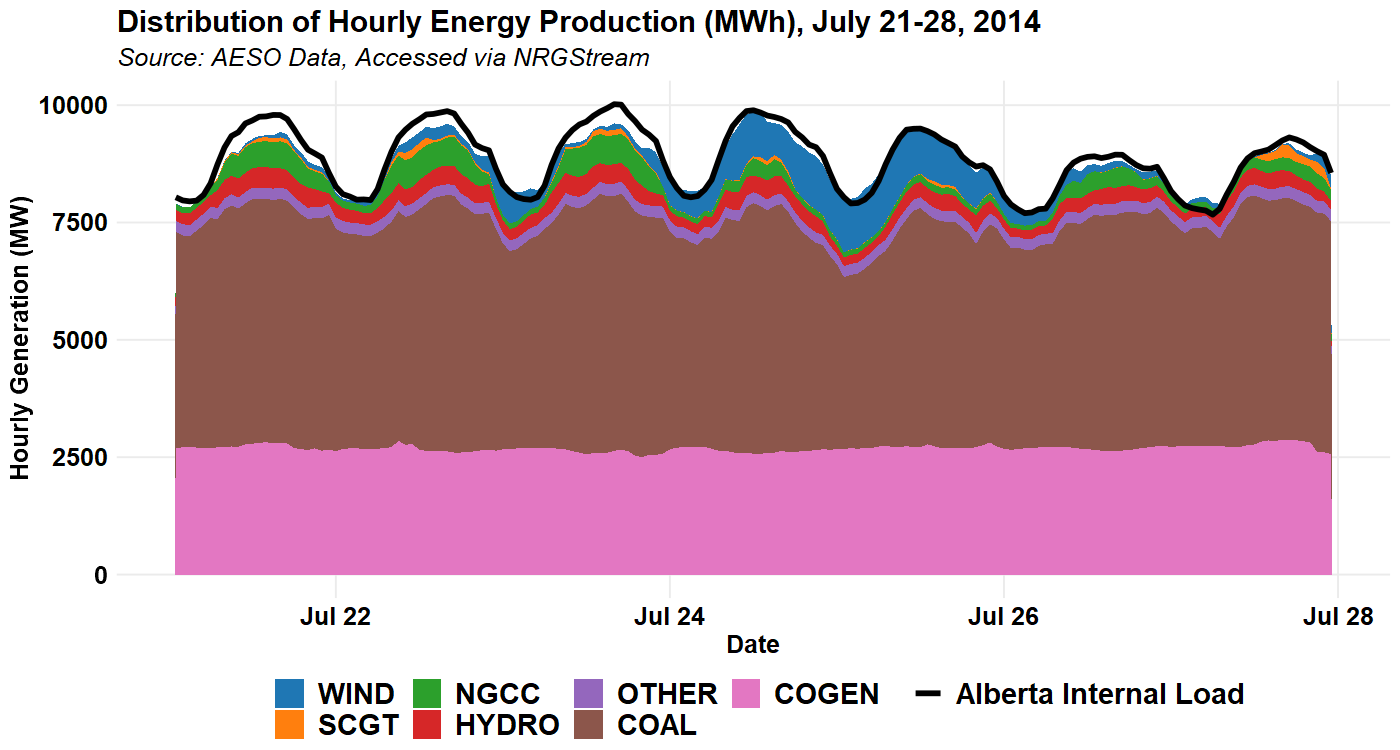 Distribution of Hourly Energy Production (MWh), July 21-28, 2014
Source: AESO Data, Accessed via NRGStream
Hourly Generation (MW)
10000
7500
5000
2500
0
Jul 22 Jul 24 Jul 26 Jul 28
Date
WIND NGCC OTHER COGEN Alberta Internal Load
SCGT HYDRO COAL